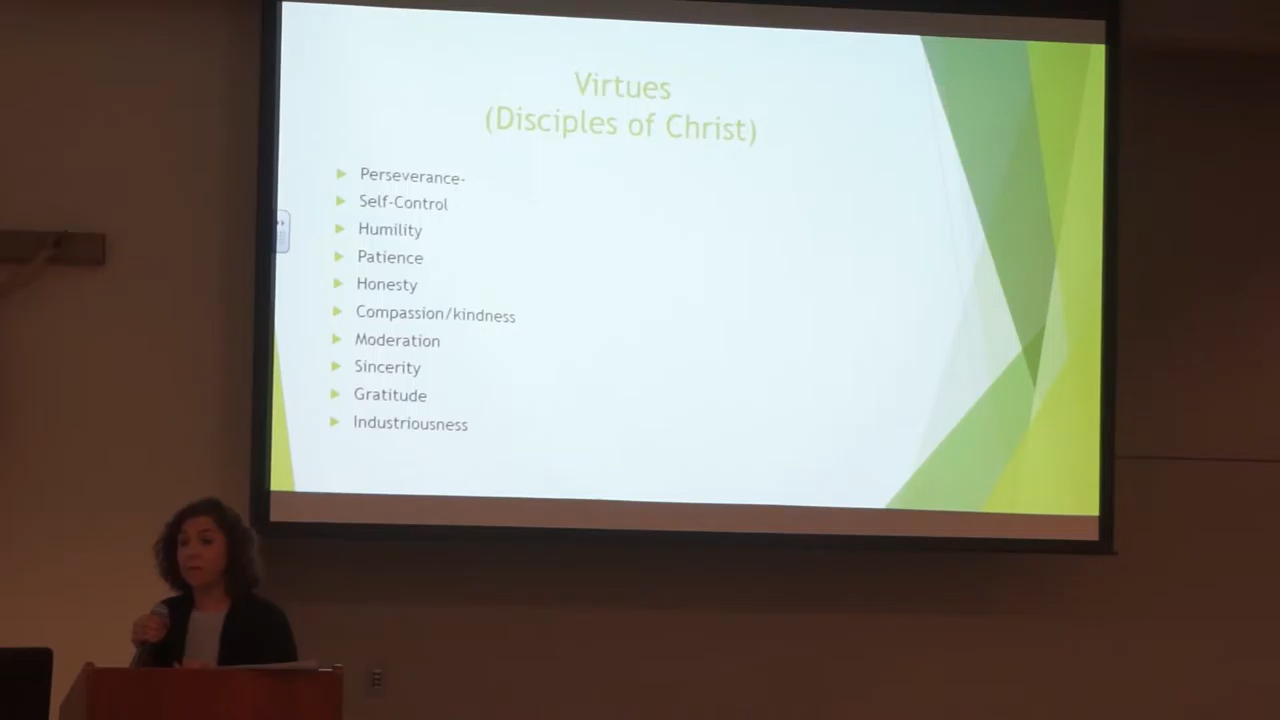 Virtues
(Disciples of Christ)
Perseverance-
Self-Control
Humility
Patience
Honesty
Compassion/kindness
Moderation
Sincerity
Gratitude
Industriousness